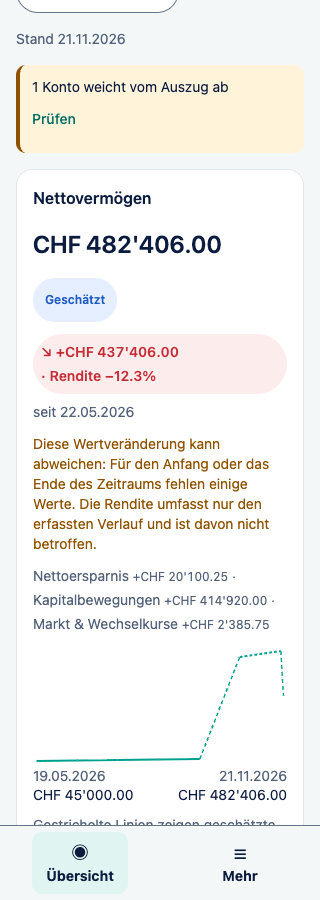 Stand 21.11.2026
1 Konto weicht vom Auszug ab
Prüfen
Nettovermögen
CHF 482'406.00
Geschätzt
↘ +CHF 437'406.00
· Rendite −12.3%
seit 22.05.2026
Diese Wertveränderung kann
abweichen: Für den Anfang oder das
Ende des Zeitraums fehlen einige
Werte. Die Rendite umfasst nur den
erfassten Verlauf und ist davon nicht
betroffen.
Nettoersparnis +CHF 20'100.25 ·
Kapitalbewegungen +CHF 414'920.00 ·
Markt & Wechselkurse +CHF 2'385.75
19.05.2026 21.11.2026
CHF 45'000.00 CHF 482'406.00
Gestrichelte Linien zeigen geschätzte
Übersicht Mehr